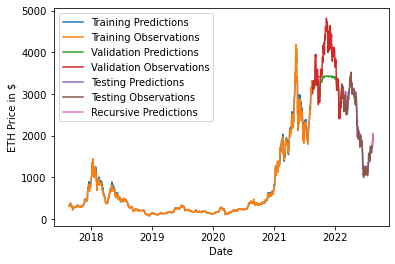 Training Predictions
Training Observations
Validation Predictions
Validation Observations
Testing Predictions
Testing Observations
Recursive Predictions
ETH Price in $
5000
4000
3000
2000
1000
0
2018 2019 2020 2021 2022
Date